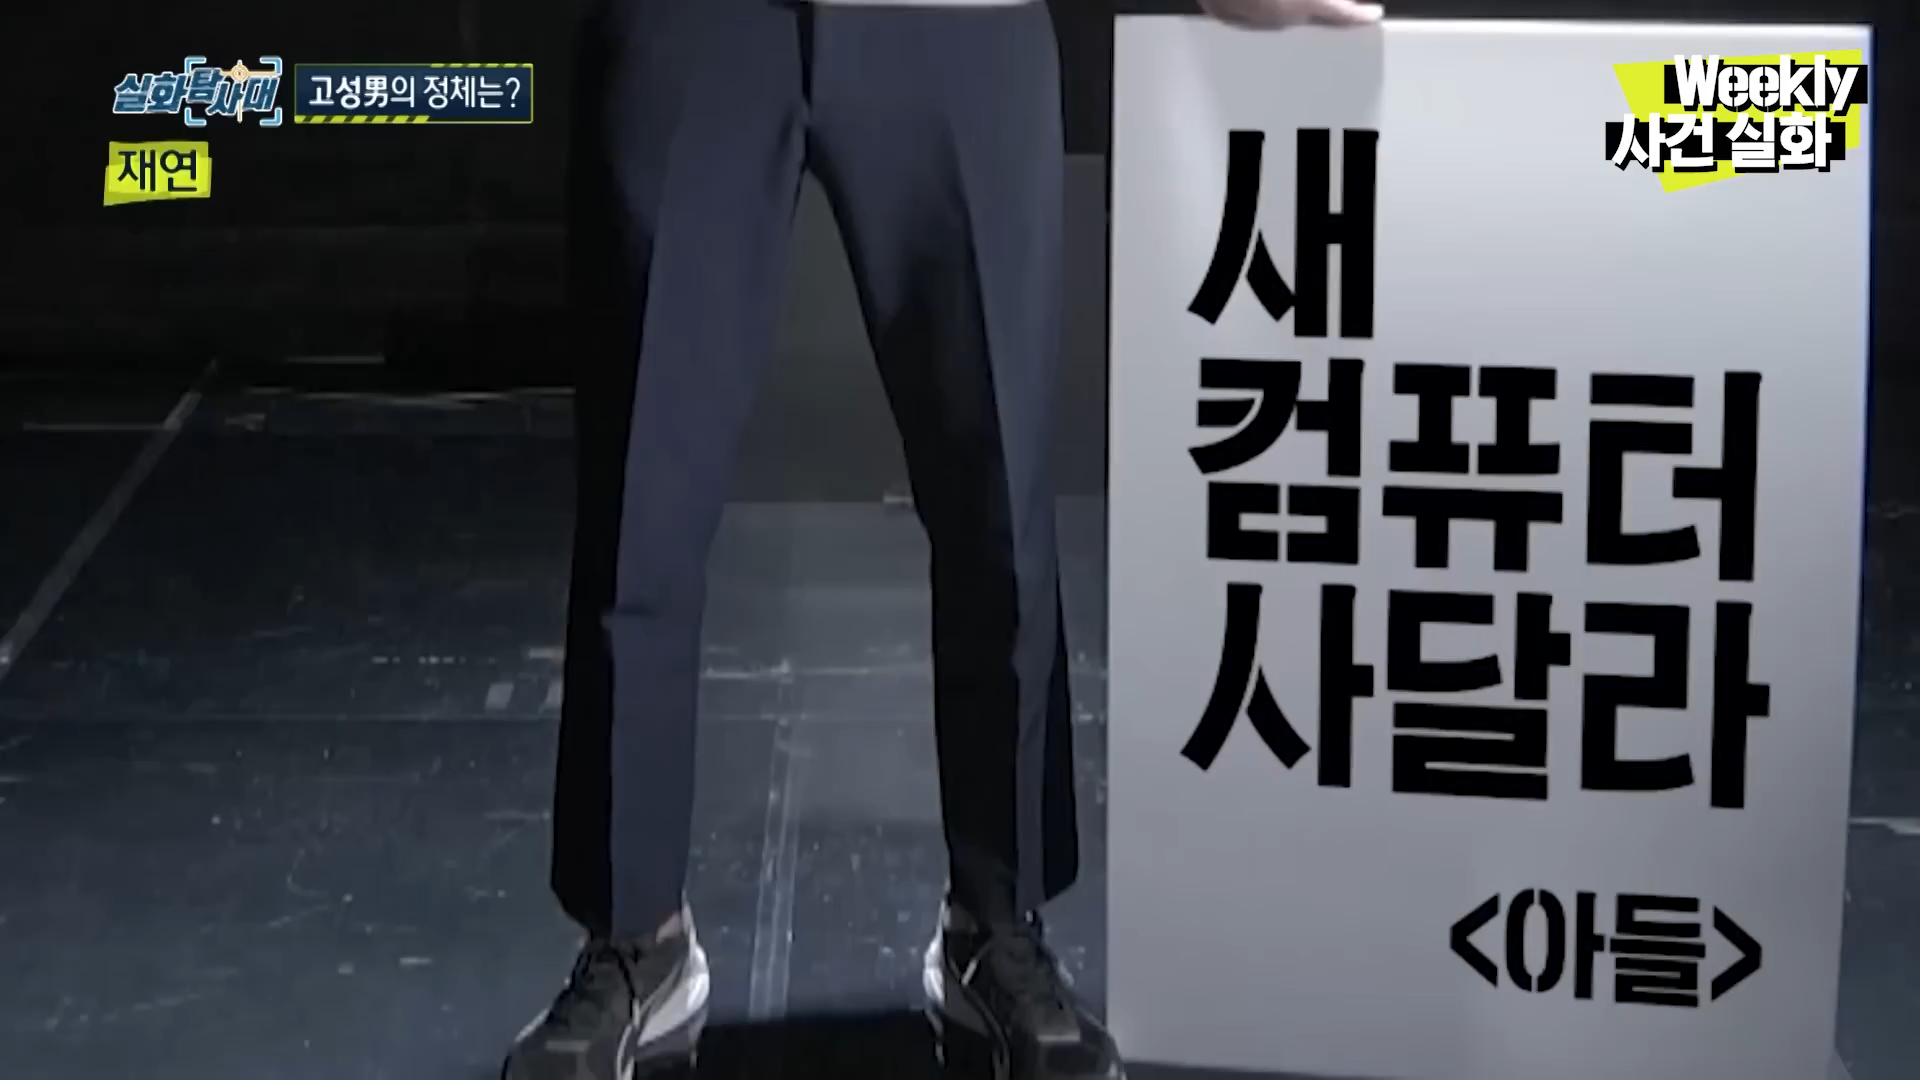 실화탐사대
고성男의 정체는?
재연
Weekly
사건 실화
새
컴퓨터
사달라
<아들>